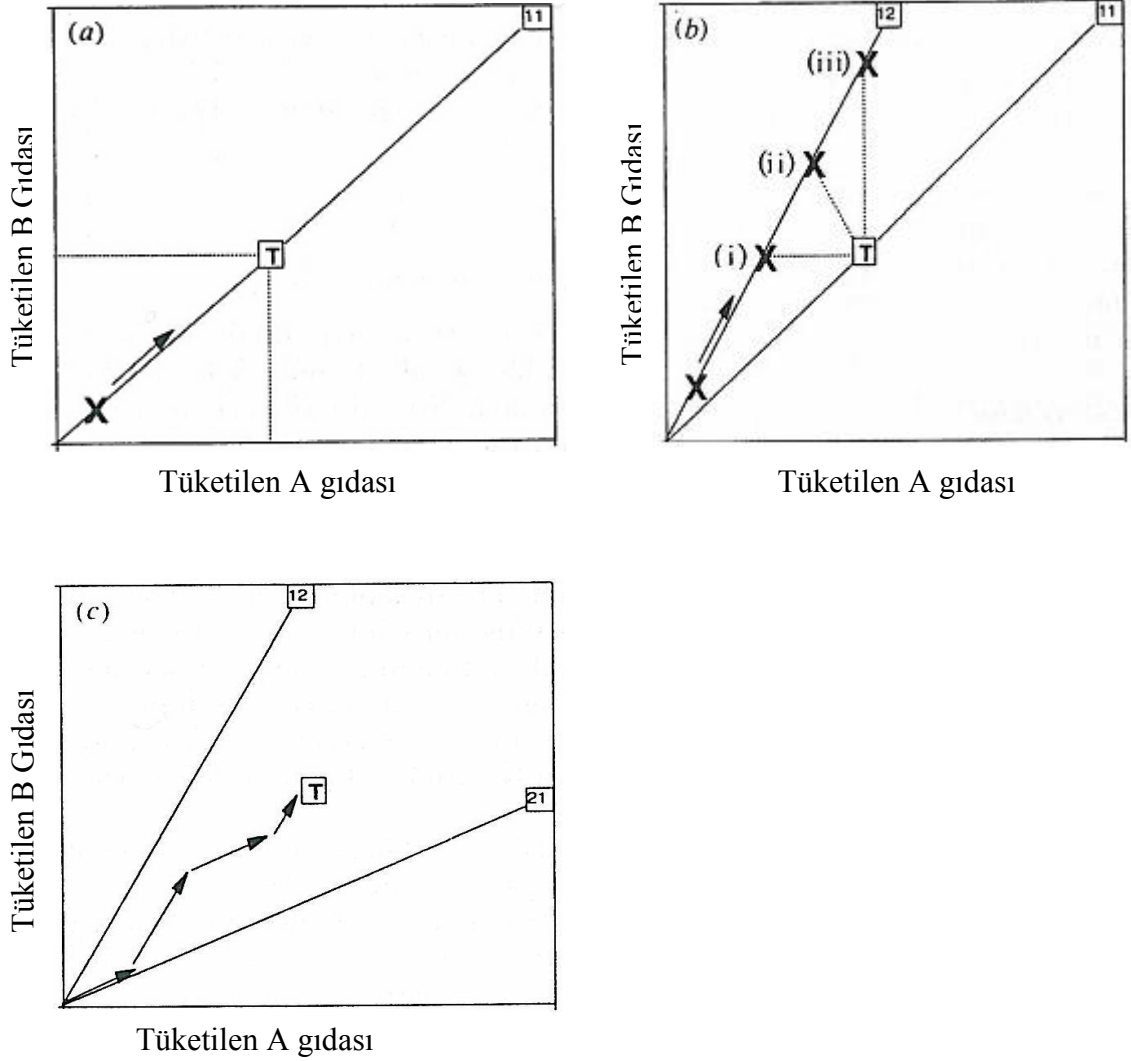 (a)
11
T
X
Tüketilen B Gıdası
Tüketilen A gıdası
(b)
12
11
(iii) X
(ii) X
(i) X
T
X
Tüketilen B Gıdası
Tüketilen A gıdası
(c)
12
T
21
Tüketilen B Gıdası
Tüketilen A gıdası